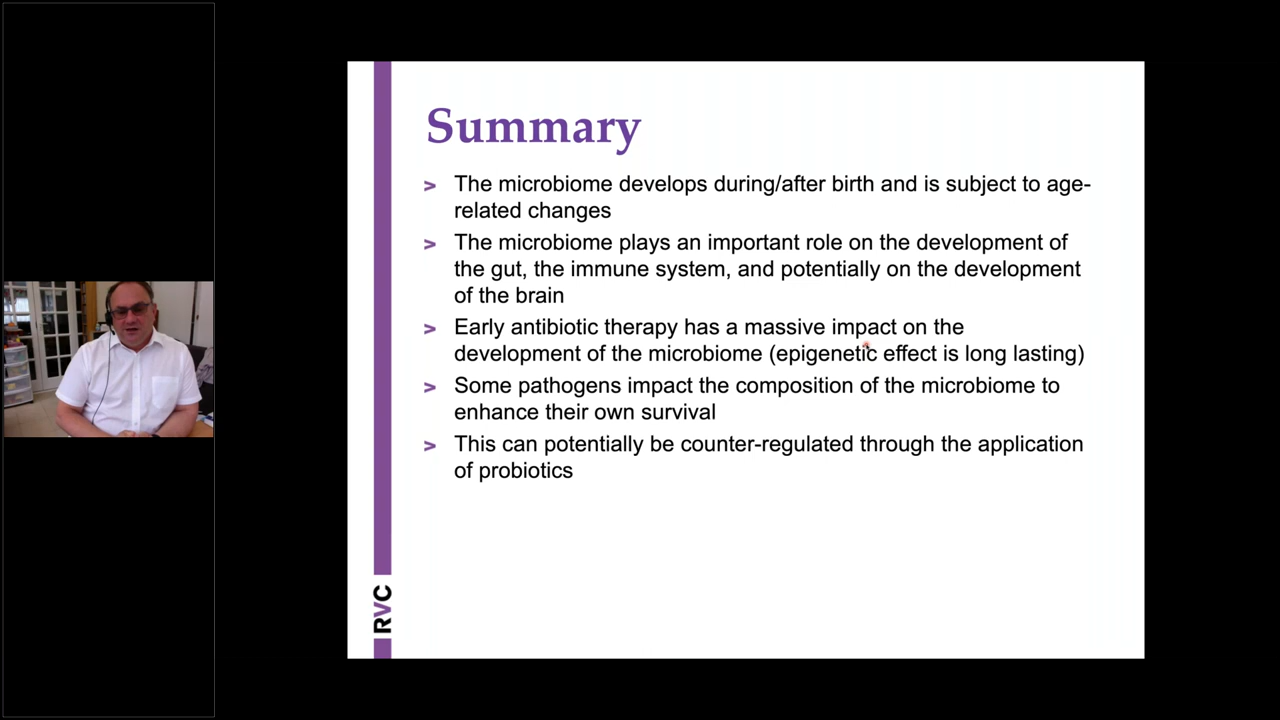 Summary
> The microbiome develops during/after birth and is subject to age-
related changes
> The microbiome plays an important role on the development of
the gut, the immune system, and potentially on the development
of the brain
> Early antibiotic therapy has a massive impact on the
development of the microbiome (epigenetic effect is long lasting)
> Some pathogens impact the composition of the microbiome to
enhance their own survival
> This can potentially be counter-regulated through the application
of probiotics
RVC